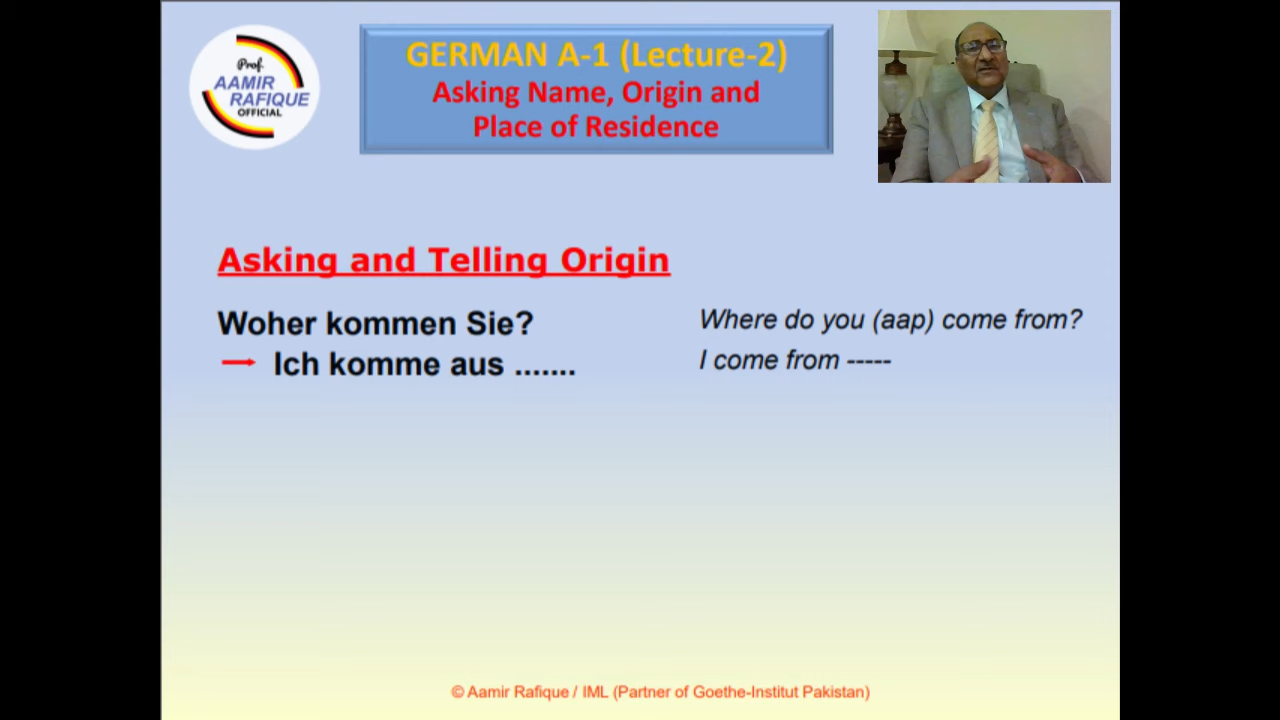 Prof.
AAMIR
RAFIQUE
OFFICIAL
GERMAN A-1 (Lecture-2)
Asking Name, Origin and
Place of Residence
Asking and Telling Origin
Woher kommen Sie?
Where do you (aap) come from?
→ Ich komme aus .......
I come from -----
© Aamir Rafique / IML (Partner of Goethe-Institut Pakistan)